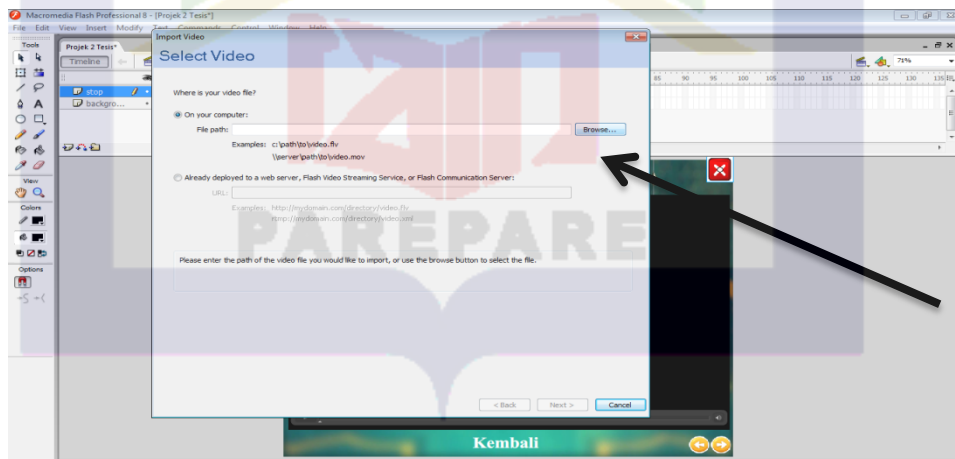 Macromedia Flash Professional 8 - [Projek 2 Tesis*]
File Edit View Insert Modify Text Commands Control Window Help
Tools
Projek 2 Tesis*
Timeline
71%
85 90 95 100 105 110 115 120 125 130 135
stop
backgro...
View
Colors
Options
Import Video
Select Video
Where is your video file?
On your computer:
File path:
Browse...
Examples: c:\path\to\video.flv
\\server\path\to\video.mov
Already deployed to a web server, Flash Video Streaming Service, or Flash Communication Server:
URL:
Examples: http://mydomain.com/directory/video.flv
rtmp://mydomain.com/directory/video.xml
PAREPARE
Please enter the path of the video file you would like to import, or use the browse button to select the file.
< Back Next > Cancel
Kembali